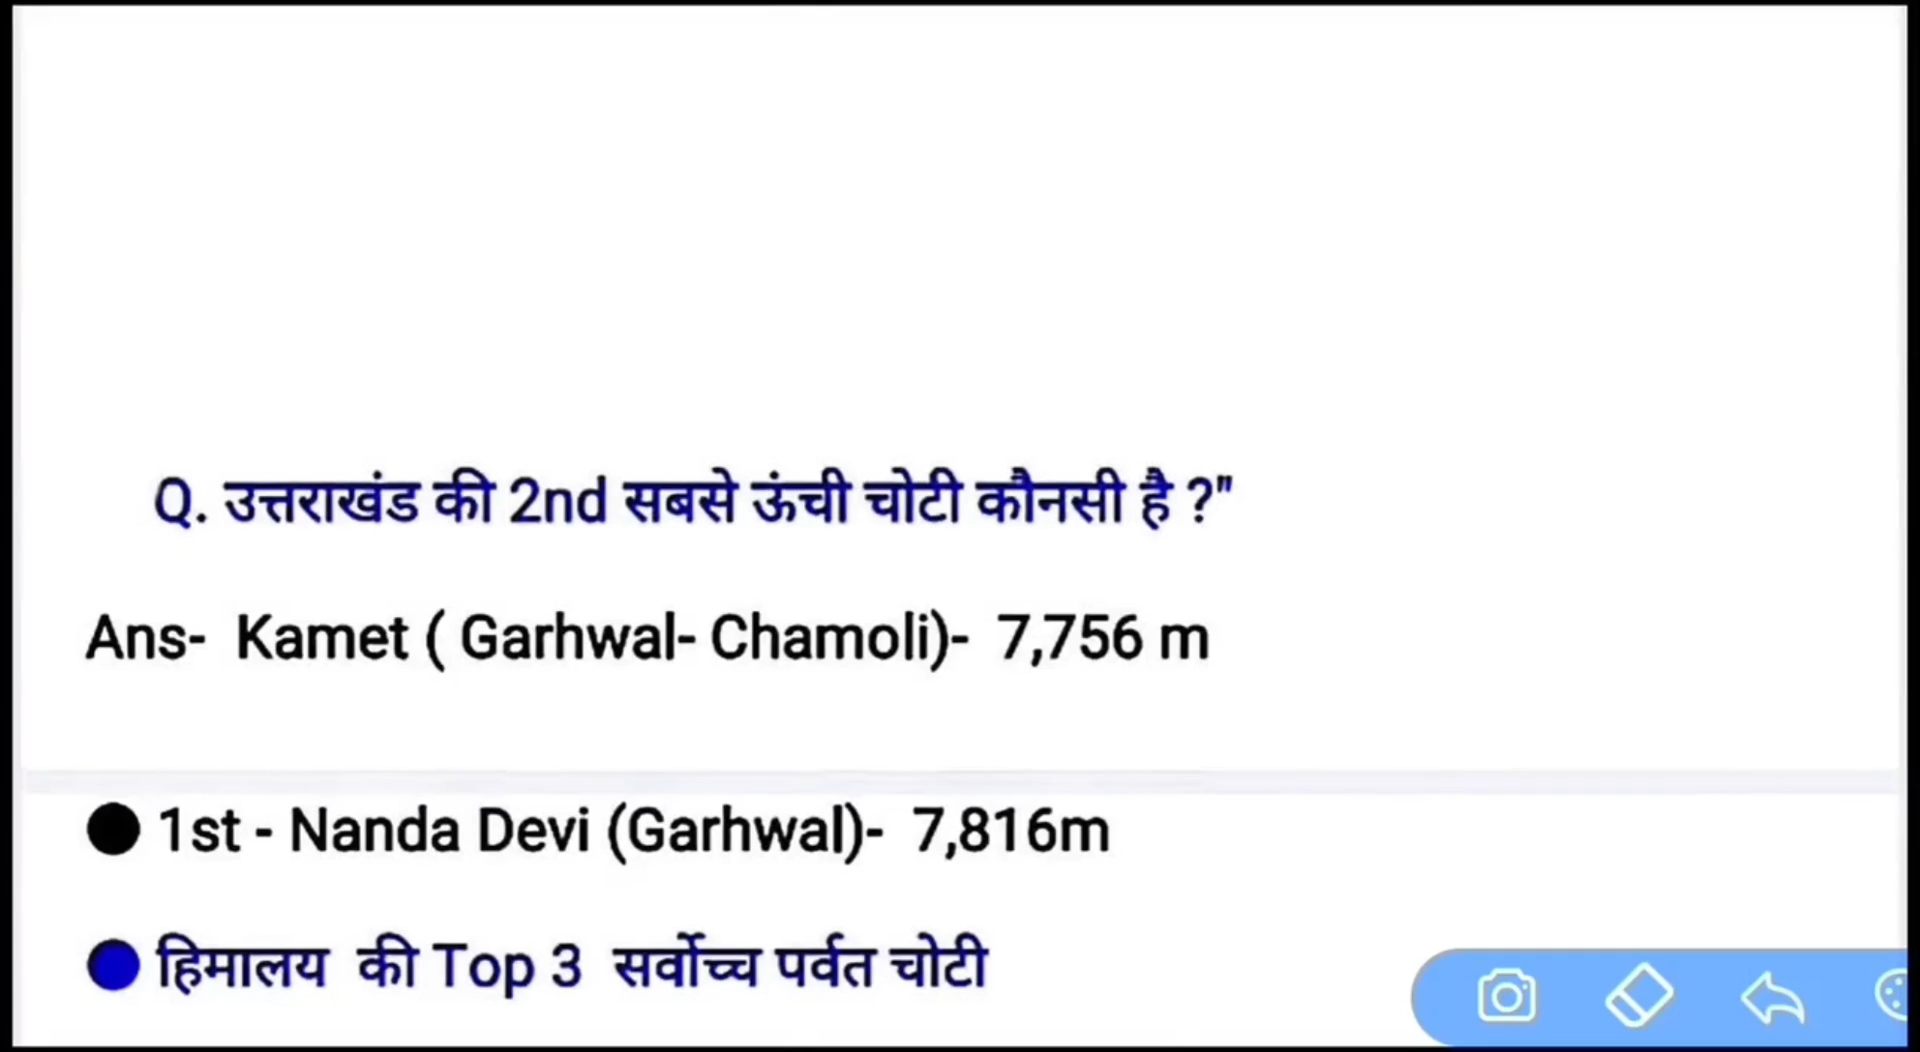 Q. उत्तराखंड की 2nd सबसे ऊंची चोटी कौनसी है ?"
Ans- Kamet ( Garhwal- Chamoli)- 7,756 m
● 1st - Nanda Devi (Garhwal)- 7,816m
● हिमालय की Top 3 सर्वोच्च पर्वत चोटी